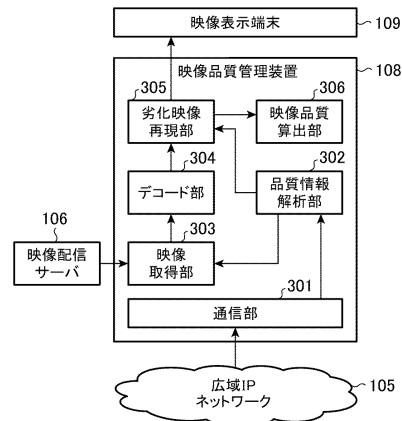 映像表示端末
109
映像品質管理装置
108
305
劣化映像
再現部
306
映像品質
算出部
304
デコード部
302
品質情報
解析部
106
映像配信
サーバ
303
映像
取得部
301
通信部
広域IP
ネットワーク
105